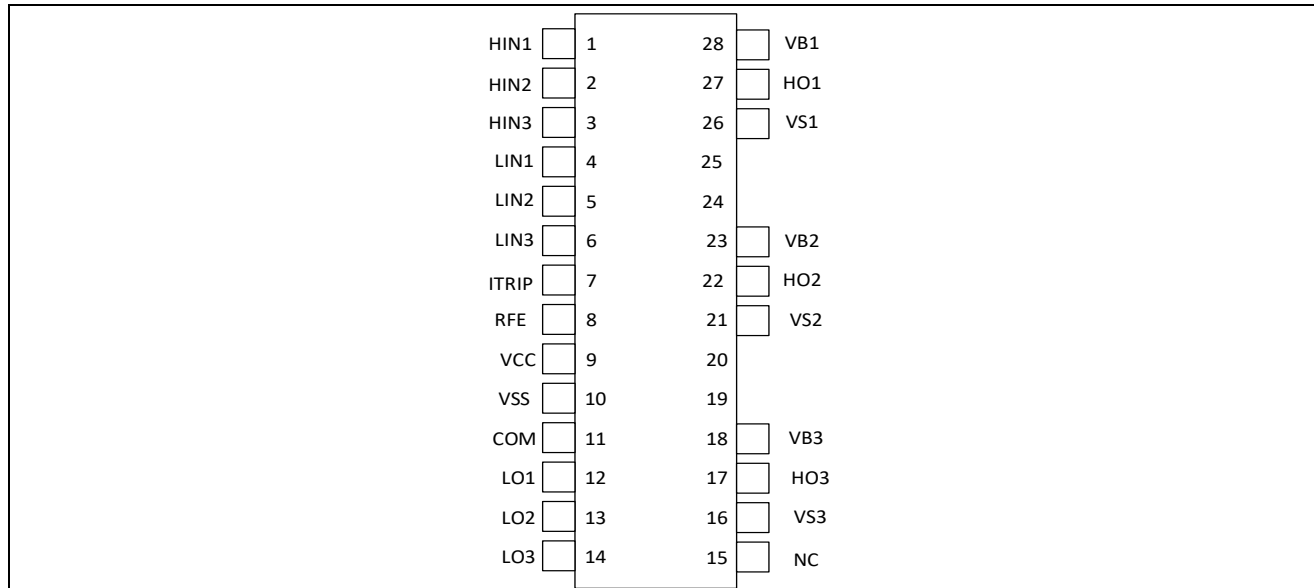 HIN1 1 28 VB1
HIN2 2 27 HO1
HIN3 3 26 VS1
LIN1 4 25
LIN2 5 24
LIN3 6 23 VB2
ITRIP 7 22 HO2
RFE 8 21 VS2
VCC 9 20
VSS 10 19
COM 11 18 VB3
LO1 12 17 HO3
LO2 13 16 VS3
LO3 14 15 NC